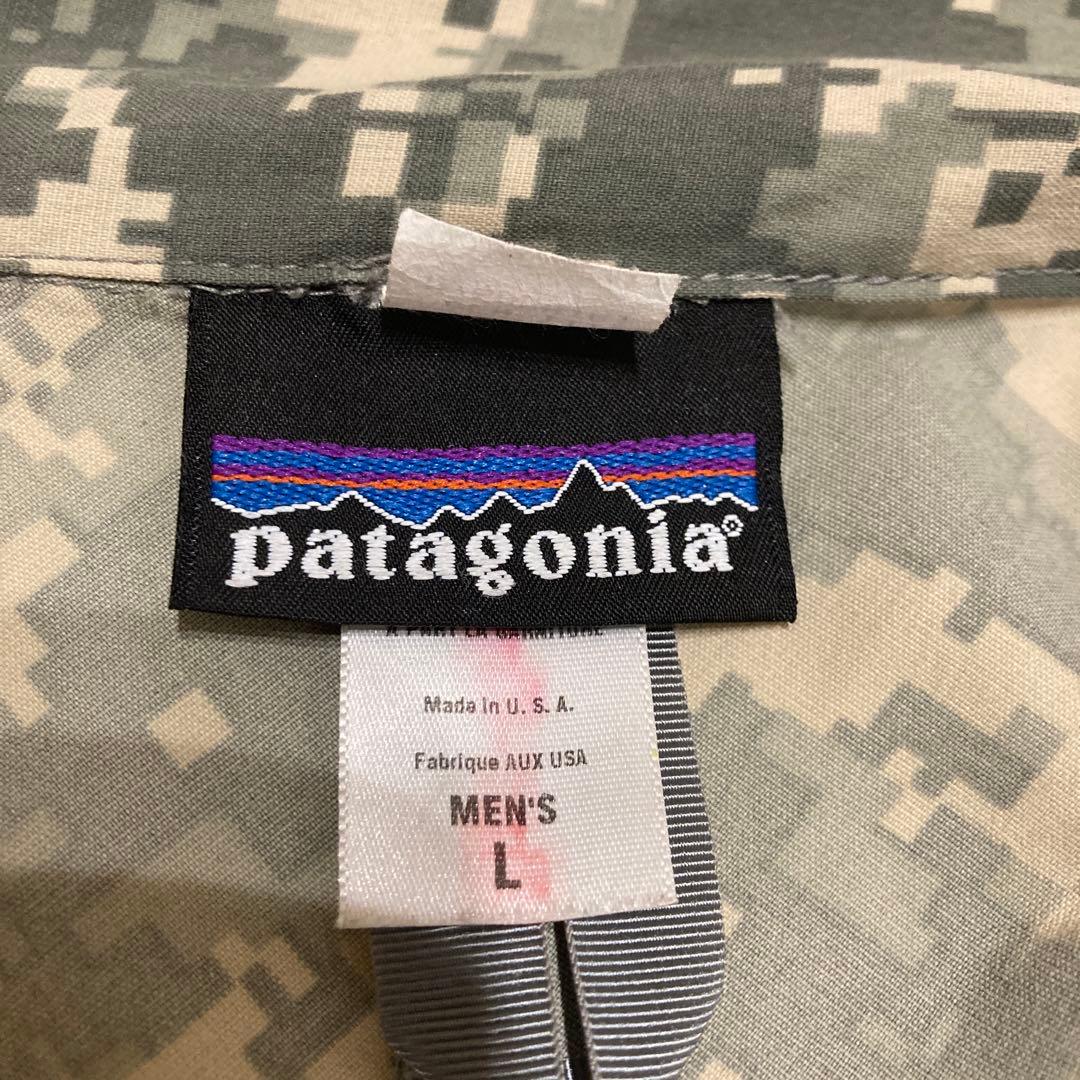 patagonia®
Made in U. S. A.
Fabrique AUX USA
MEN'S
L